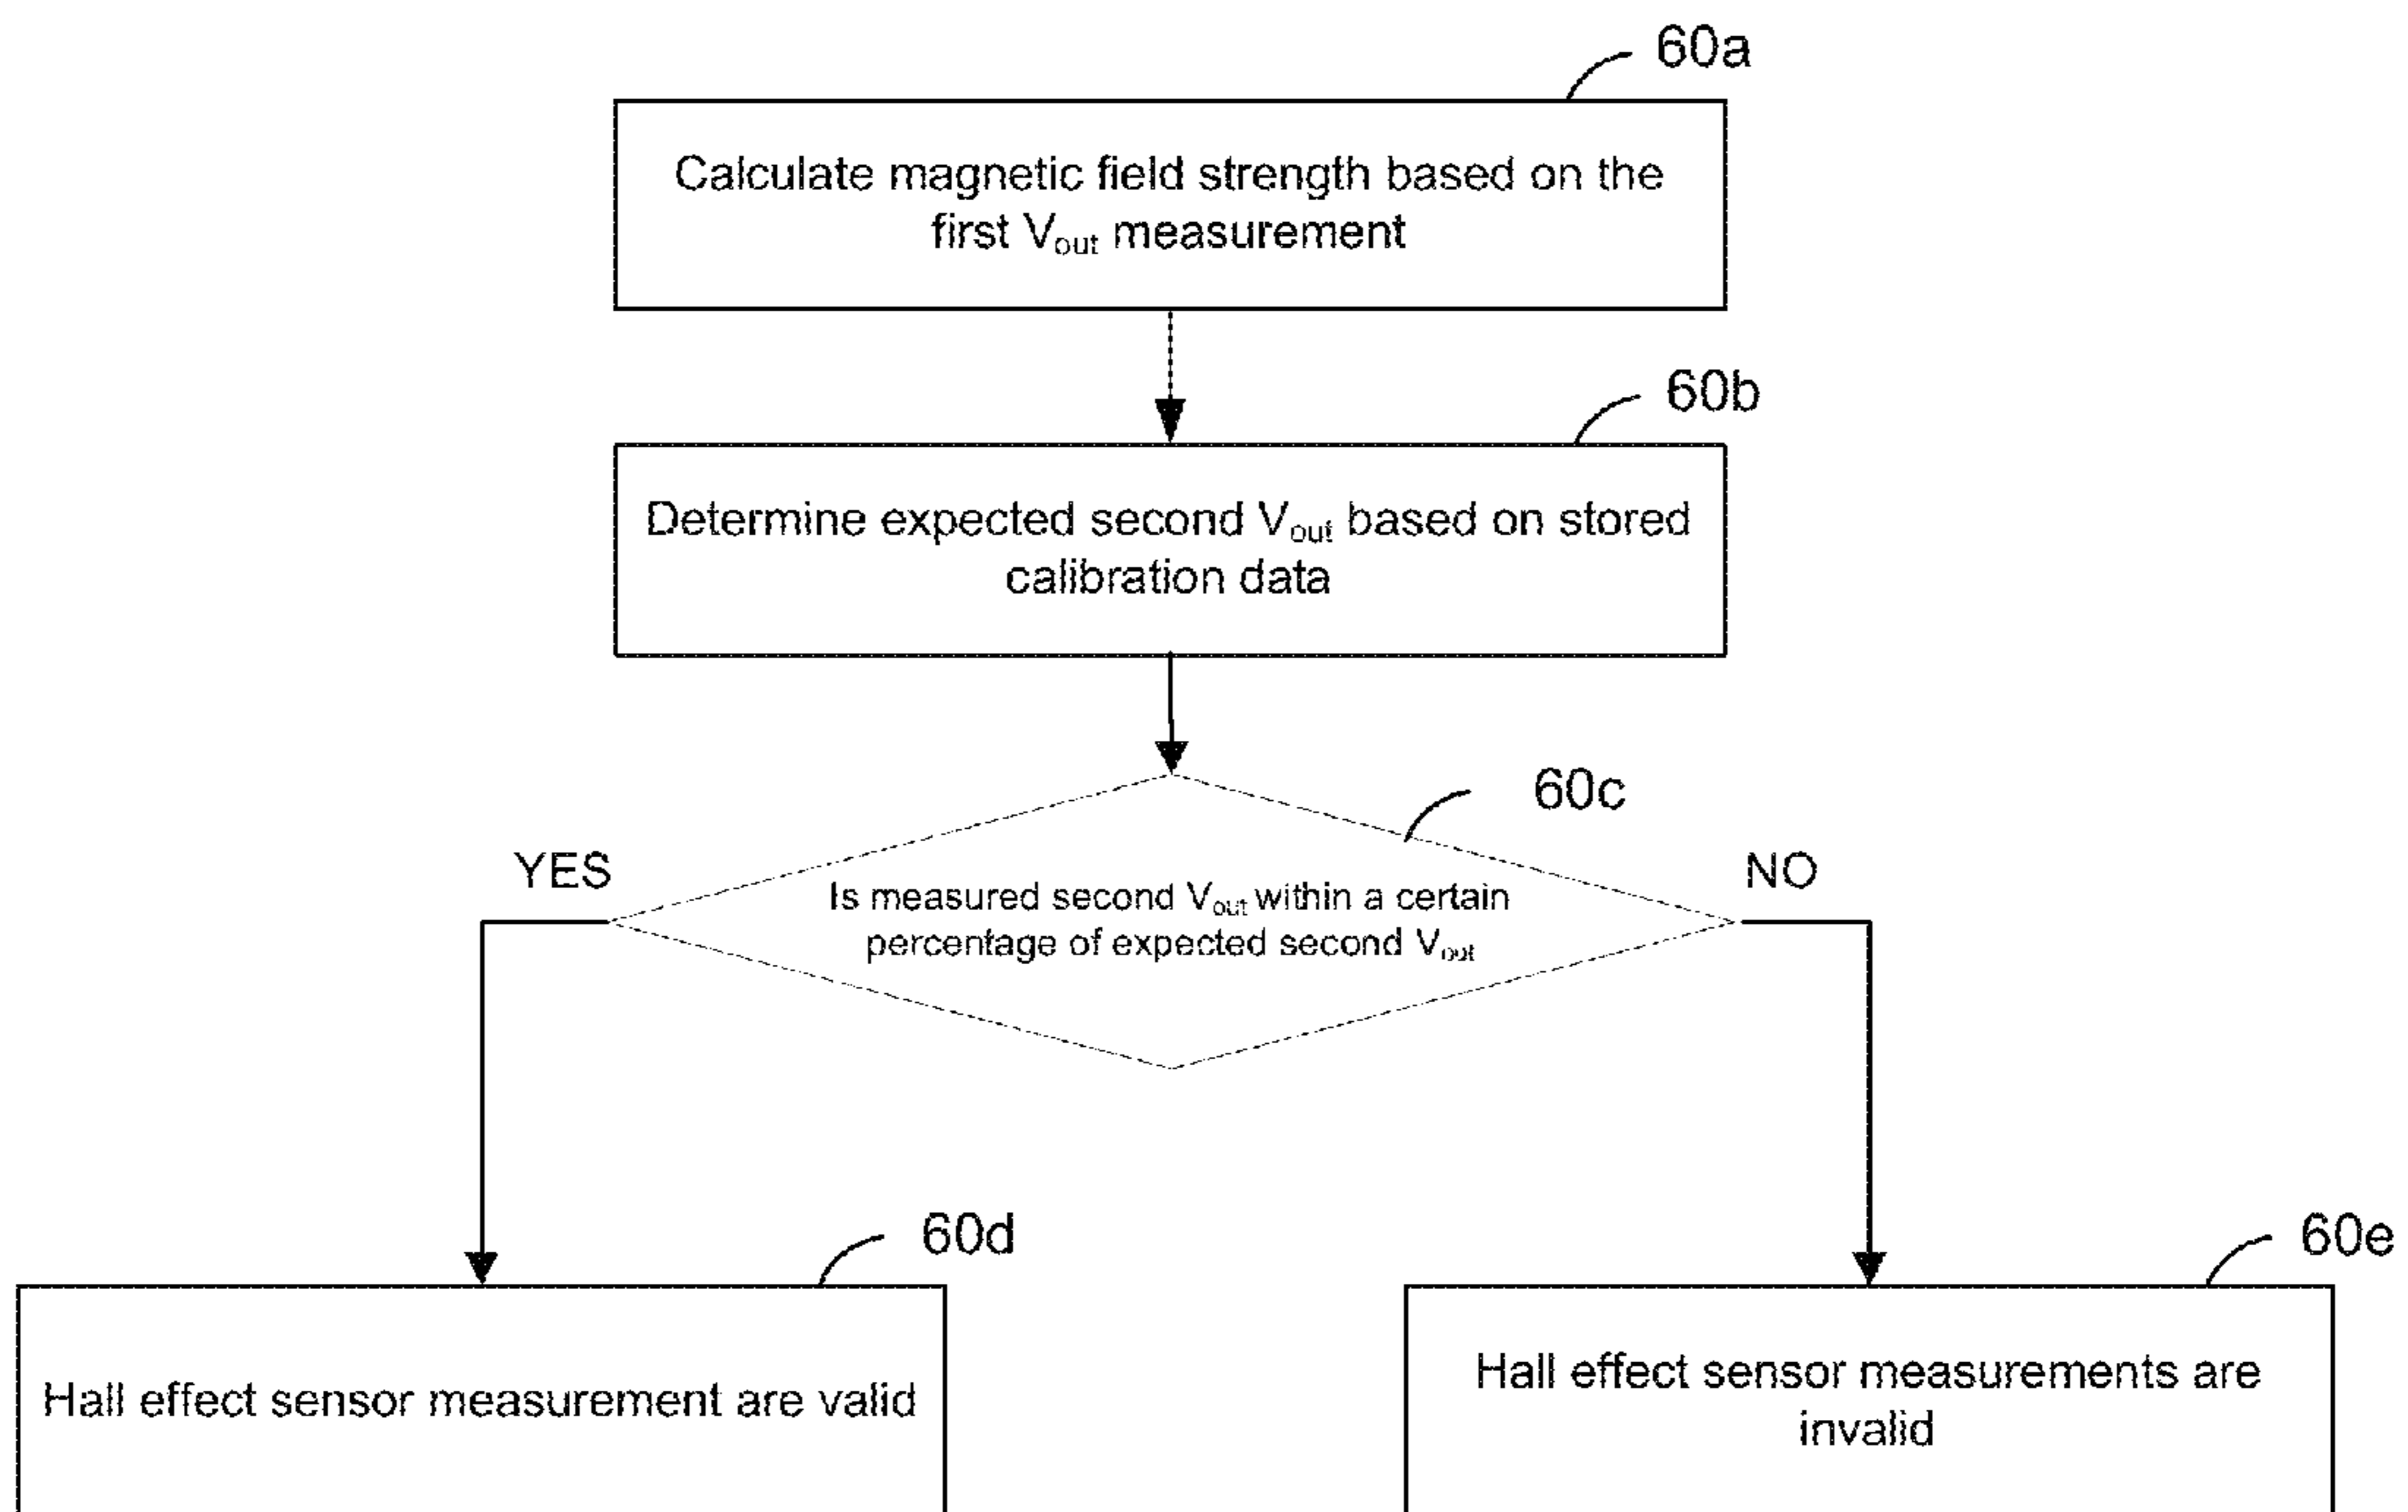 60a
Calculate magnetic field strength based on the
first Vout measurement
60b
Determine expected second Vout based on stored
calibration data
60c
YES
NO
Is measured second Vout within a certain
percentage of expected second Vout
60d
60e
Hall effect sensor measurement are valid
Hall effect sensor measurements are
invalid